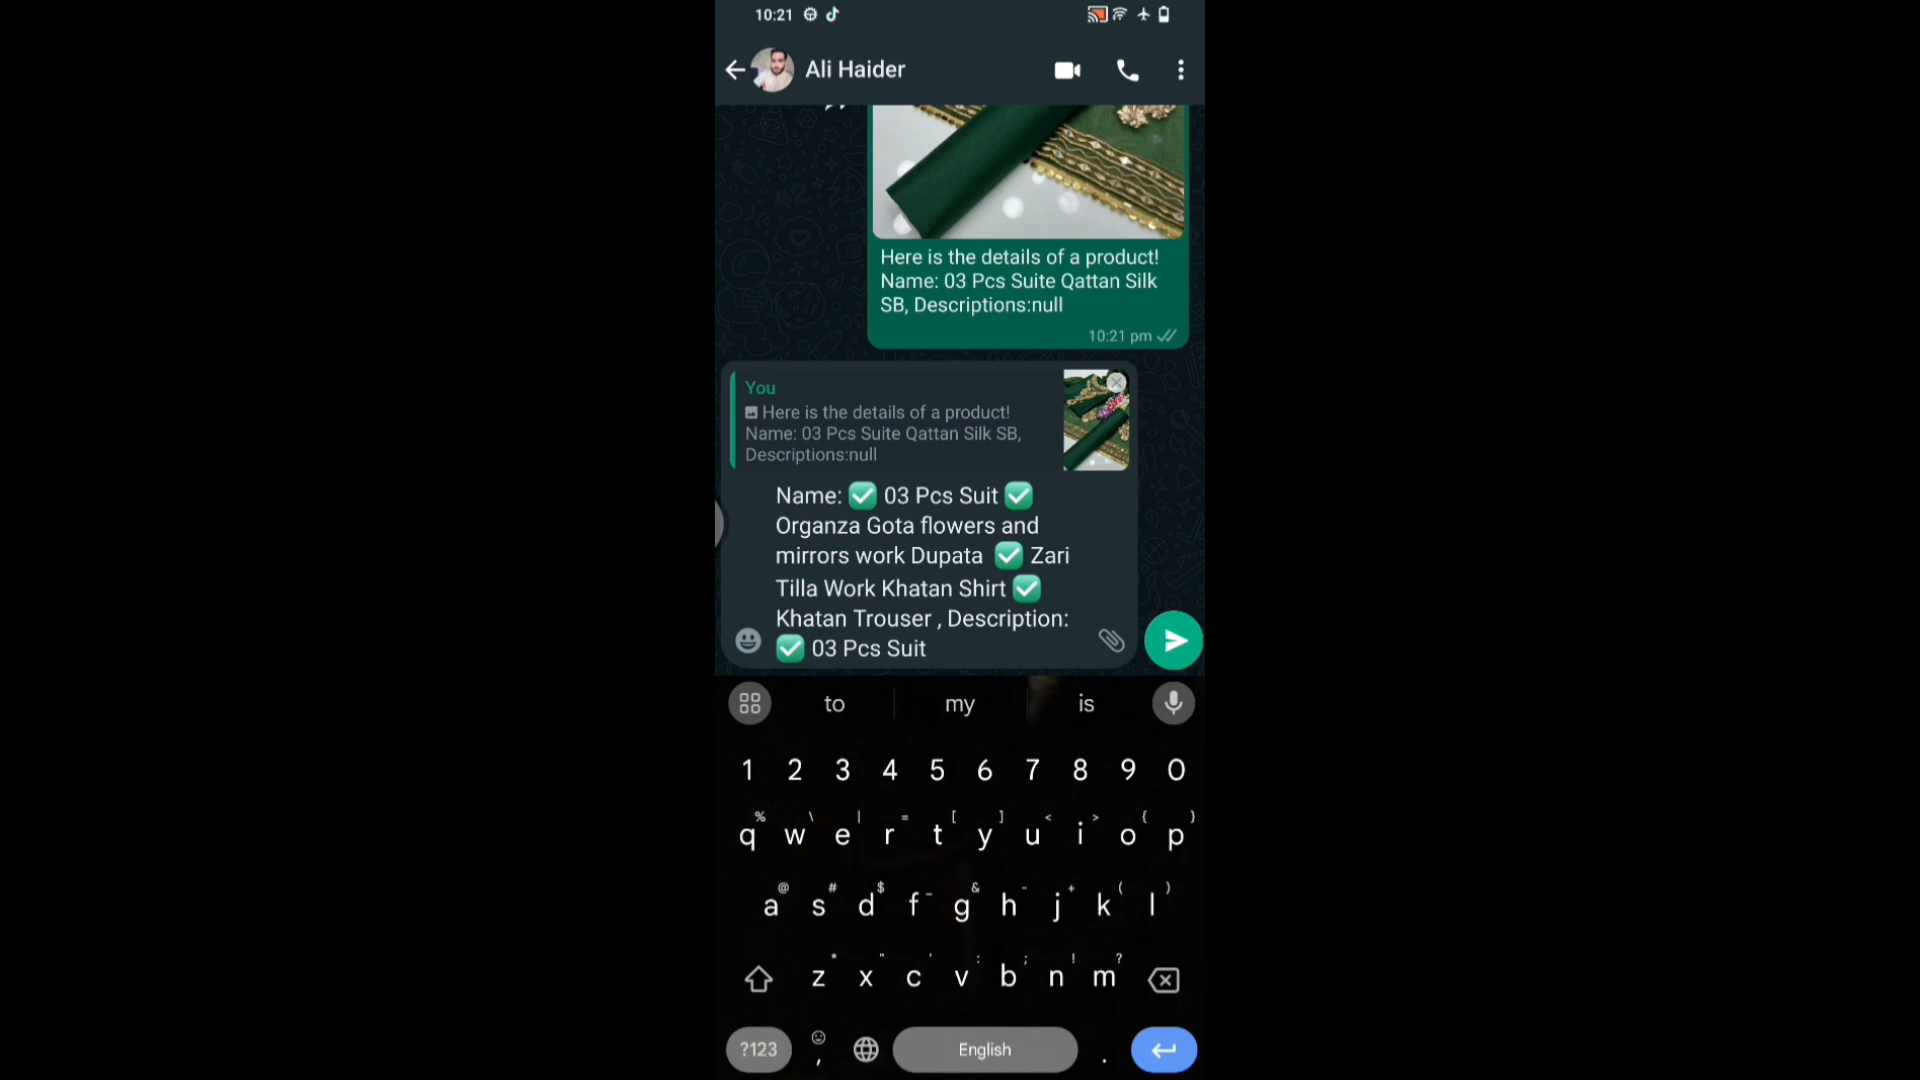 10:21
Ali Haider
Here is the details of a product!
Name: 03 Pcs Suite Qattan Silk
SB, Descriptions:null
10:21 pm
You
Here is the details of a product!
Name: 03 Pcs Suite Qattan Silk SB,
Descriptions:null
Name: ✅ 03 Pcs Suit ✅
Organza Gota flowers and
mirrors work Dupata ✅ Zari
Tilla Work Khatan Shirt ✅
Khatan Trouser , Description:
✅ 03 Pcs Suit
to my is
1 2 3 4 5 6 7 8 9 0
% \ | = [ ] < > { }
q w e r t y u i o p
@ # $ _ & - + ( )
a s d f g h j k l
* " ' : ; ! ?
z x c v b n m
?123 , English .